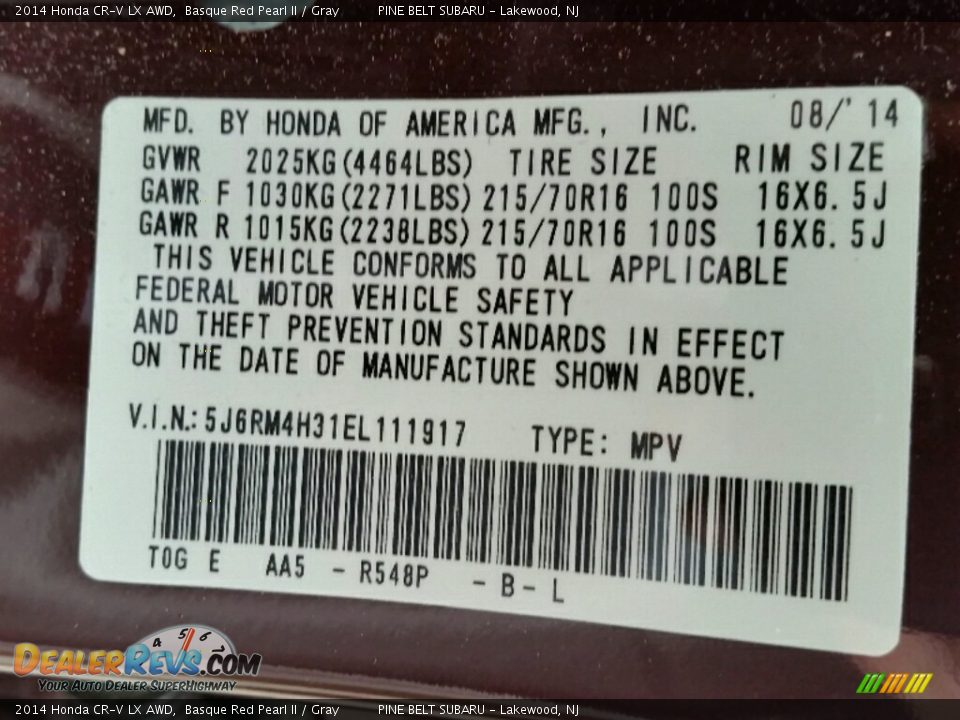 2014 Honda CR-V LX AWD, Basque Red Pearl II / Gray PINE BELT SUBARU - Lakewood, NJ
MFD. BY HONDA OF AMERICA MFG., INC. 08/'14
GVWR 2025KG(4464LBS) TIRE SIZE RIM SIZE
GAWR F 1030KG(2271LBS) 215/70R16 100S 16X6.5J
GAWR R 1015KG(2238LBS) 215/70R16 100S 16X6.5J
THIS VEHICLE CONFORMS TO ALL APPLICABLE
FEDERAL MOTOR VEHICLE SAFETY
AND THEFT PREVENTION STANDARDS IN EFFECT
ON THE DATE OF MANUFACTURE SHOWN ABOVE.
V.I.N.: 5J6RM4H31EL111917 TYPE: MPV
T0G E AA5 - R548P - B - L
4 5 6
DEALERREVS.COM
YOUR AUTO DEALER SUPERHIGHWAY
2014 Honda CR-V LX AWD, Basque Red Pearl II / Gray PINE BELT SUBARU - Lakewood, NJ